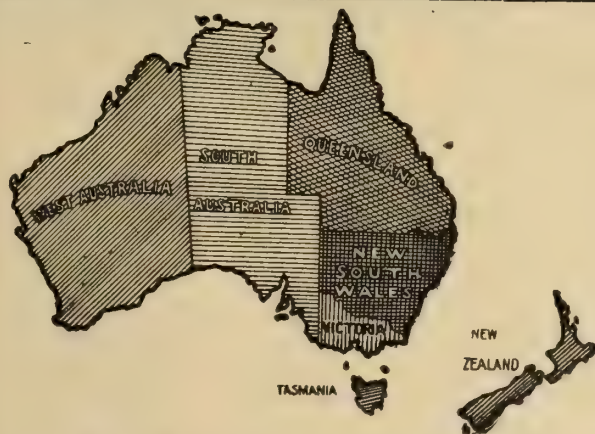 SOUTH
AUSTRALIA
WEST AUSTRALIA
QUEENSLAND
NEW
SOUTH
WALES
VICTORIA
TASMANIA
NEW
ZEALAND